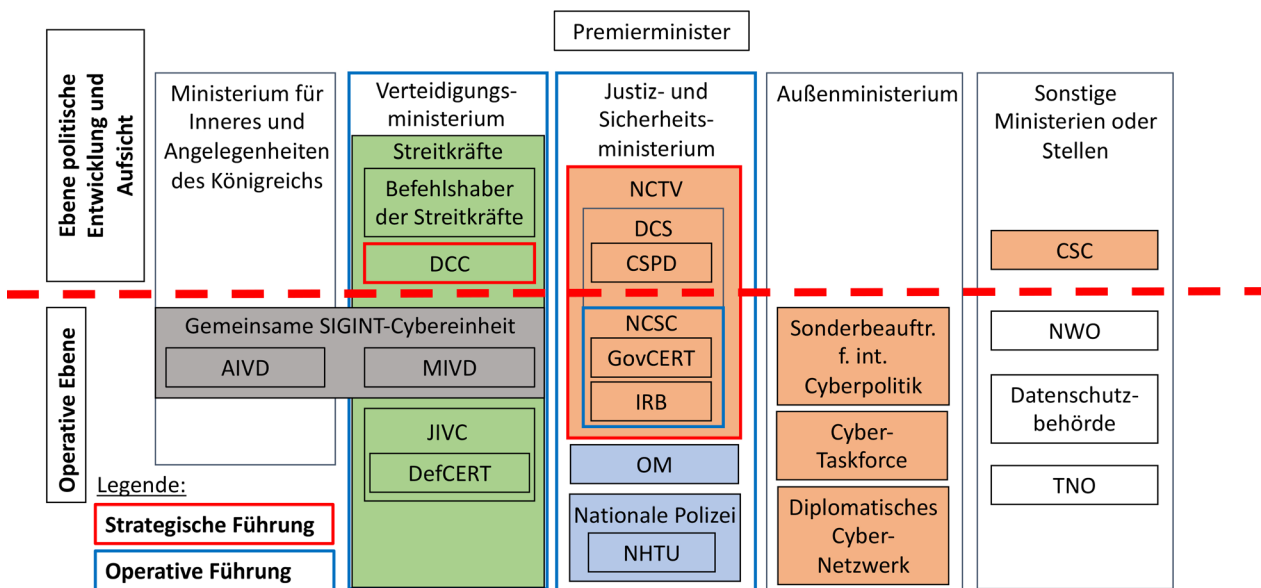 Premierminister
Ebene politische
Entwicklung und
Aufsicht
Ministerium für
Inneres und
Angelegenheiten
des Königreichs
Verteidigungs-
ministerium
Streitkräfte
Befehlshaber
der Streitkräfte
DCC
Justiz- und
Sicherheits-
ministerium
NCTV
DCS
CSPD
Außenministerium
Sonstige
Ministerien oder
Stellen
CSC
Operative Ebene
Gemeinsame SIGINT-Cybereinheit
AIVD
MIVD
JIVC
DefCERT
NCSC
GovCERT
IRB
OM
Nationale Polizei
NHTU
Sonderbeauftr.
f. int.
Cyberpolitik
Cyber-
Taskforce
Diplomatisches
Cyber-
Netzwerk
NWO
Datenschutz-
behörde
TNO
Legende:
Strategische Führung
Operative Führung